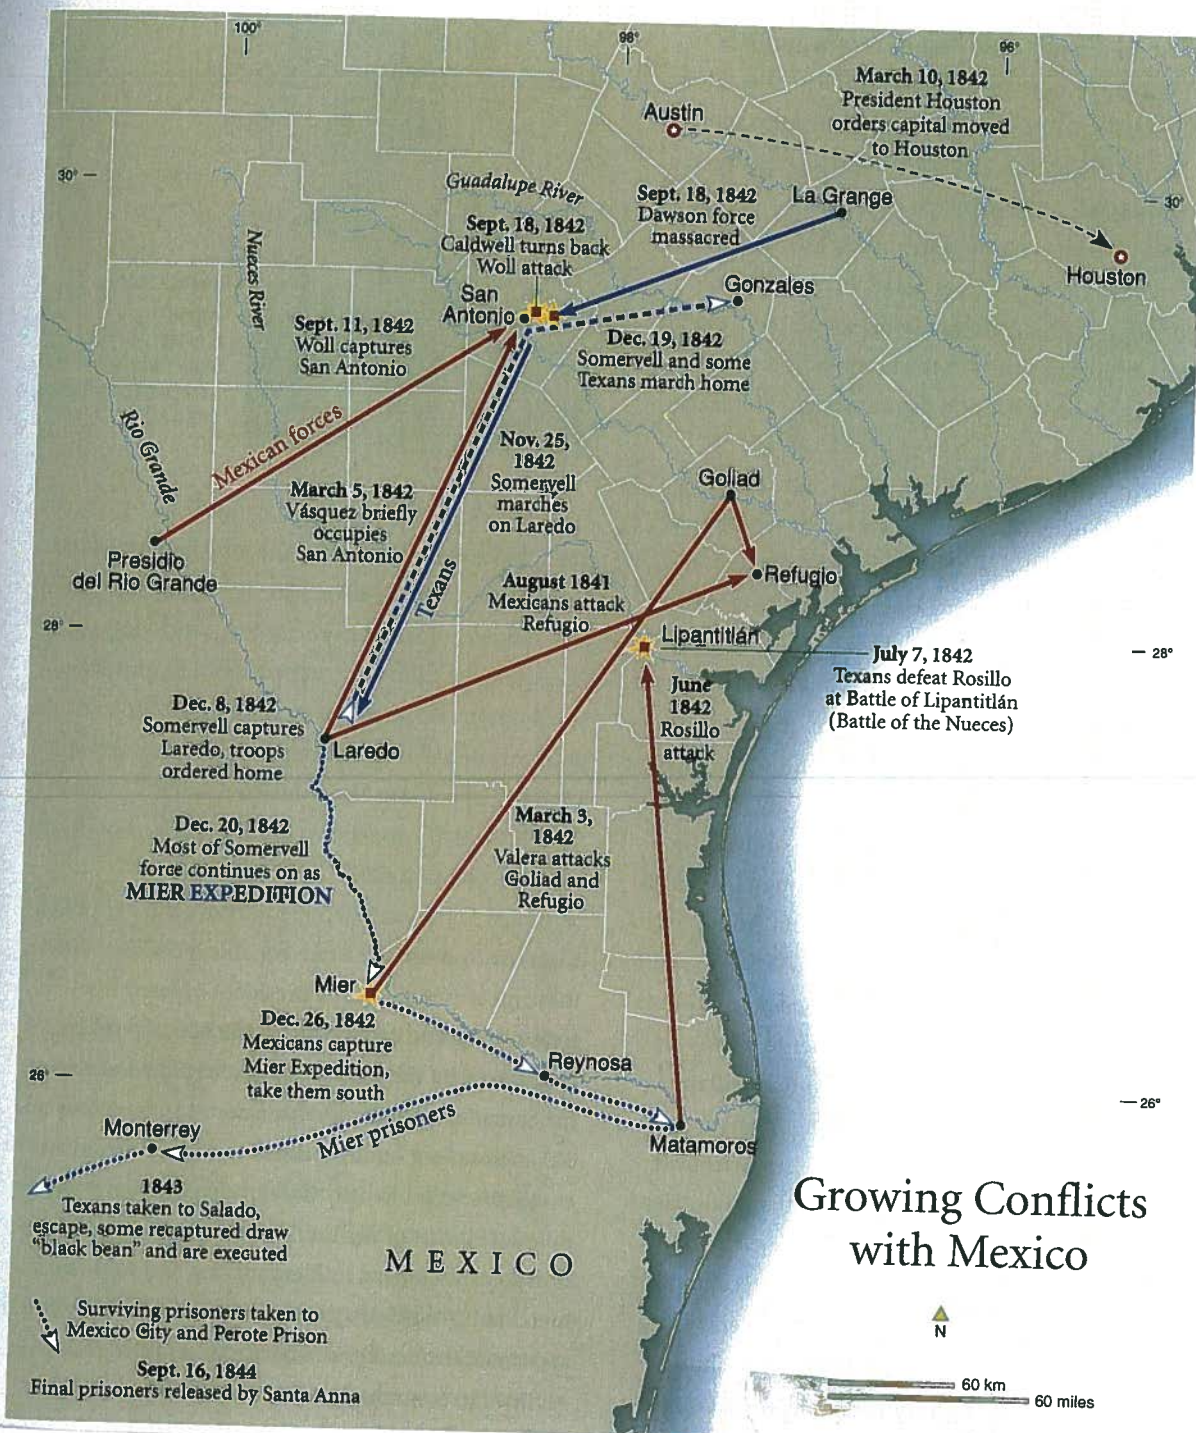 100°
98°
96°
March 10, 1842
President Houston
orders capital moved
to Houston
Austin
30°
30°
Guadalupe River
Sept. 18, 1842
Dawson force
massacred
La Grange
Nueces River
Sept. 18, 1842
Caldwell turns back
Woll attack
Houston
San
Antonio
Gonzales
Sept. 11, 1842
Woll captures
San Antonio
Dec. 19, 1842
Somervell and some
Texans march home
Rio Grande
Mexican forces
Nov. 25,
1842
Somervell
marches
on Laredo
March 5, 1842
Vásquez briefly
occupies
San Antonio
Goliad
Presidio
del Rio Grande
Texans
August 1841
Mexicans attack
Refugio
Refugio
28°
28°
Lipantitlán
July 7, 1842
Texans defeat Rosillo
at Battle of Lipantitlán
(Battle of the Nueces)
June
1842
Rosillo
attack
Dec. 8, 1842
Somervell captures
Laredo, troops
ordered home
Laredo
Dec. 20, 1842
Most of Somervell
force continues on as
MIER EXPEDITION
March 3,
1842
Valera attacks
Goliad and
Refugio
Mier
Dec. 26, 1842
Mexicans capture
Mier Expedition,
take them south
Reynosa
26°
26°
Monterrey
Mier prisoners
Matamoros
1843
Texans taken to Salado,
escape, some recaptured draw
"black bean" and are executed
Growing Conflicts
with Mexico
MEXICO
N
Surviving prisoners taken to
Mexico City and Perote Prison
Sept. 16, 1844
Final prisoners released by Santa Anna
60 km
60 miles